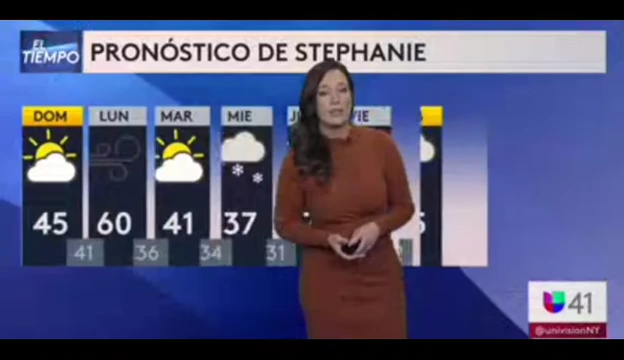 EL TIEMPO
PRONÓSTICO DE STEPHANIE
DOM LUN MAR MIE VIE
45 60 41 37
41 36 34 31
41
@univisionNY